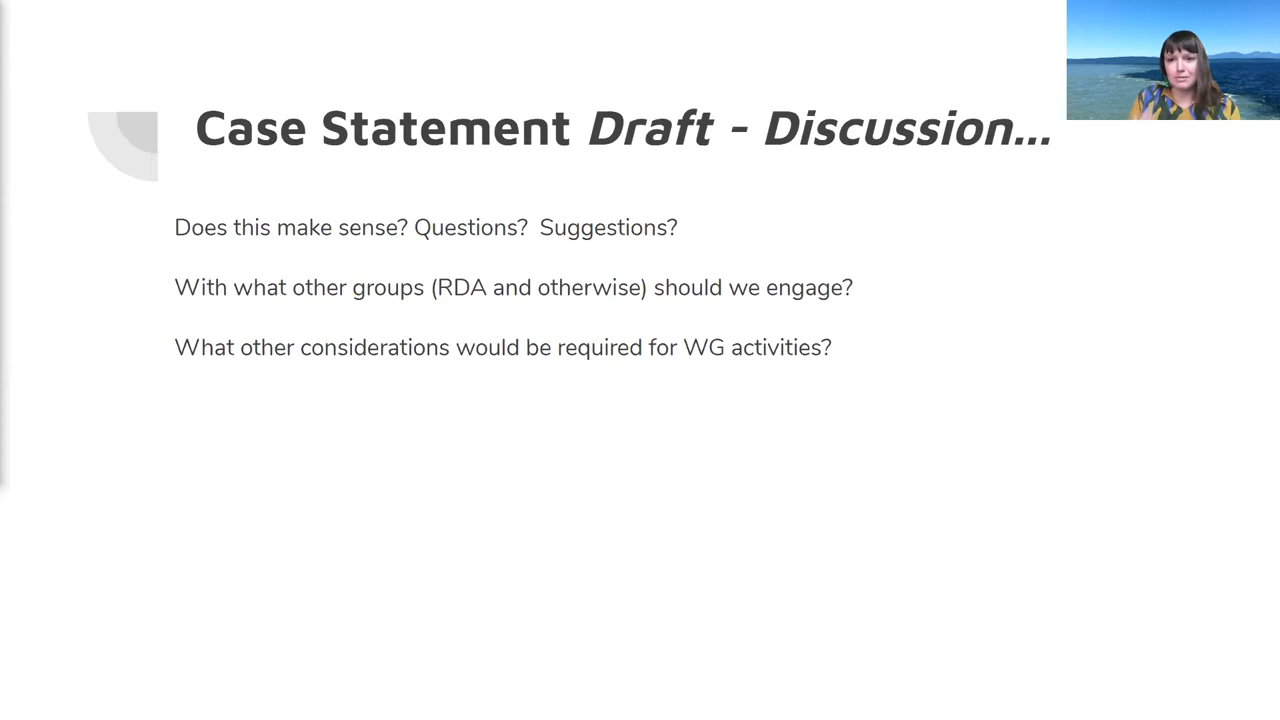 Case Statement Draft - Discussion...
Does this make sense? Questions?  Suggestions?
With what other groups (RDA and otherwise) should we engage?
What other considerations would be required for WG activities?